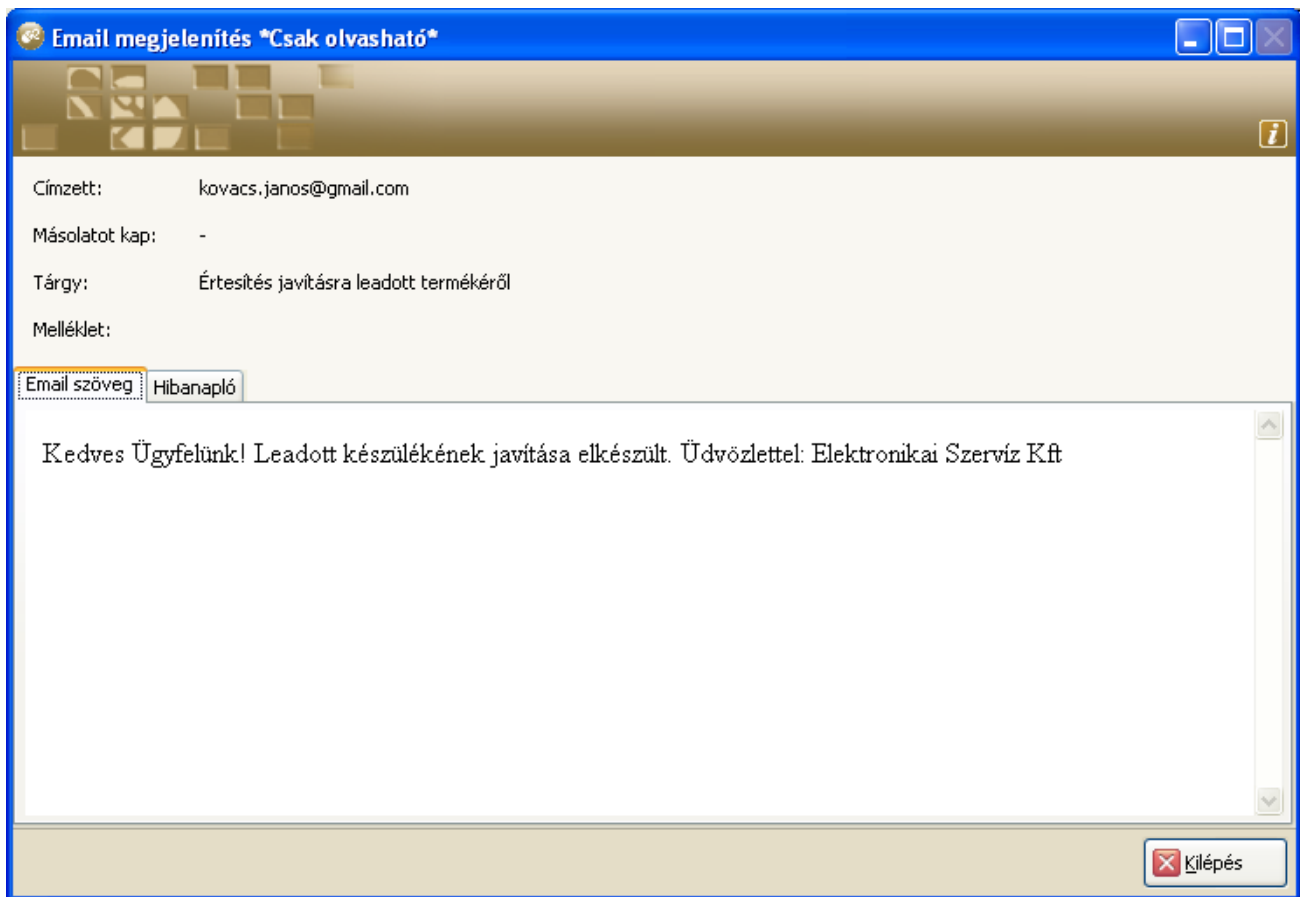 Email megjelenítés *Csak olvasható*
Címzett: kovacs.janos@gmail.com
Másolatot kap: -
Tárgy: Értesítés javításra leadott termékéről
Melléklet:
Email szöveg Hibanapló
Kedves Ügyfelünk! Leadott készülékének javítása elkészült. Üdvözlettel: Elektronikai Szervíz Kft
Kilépés